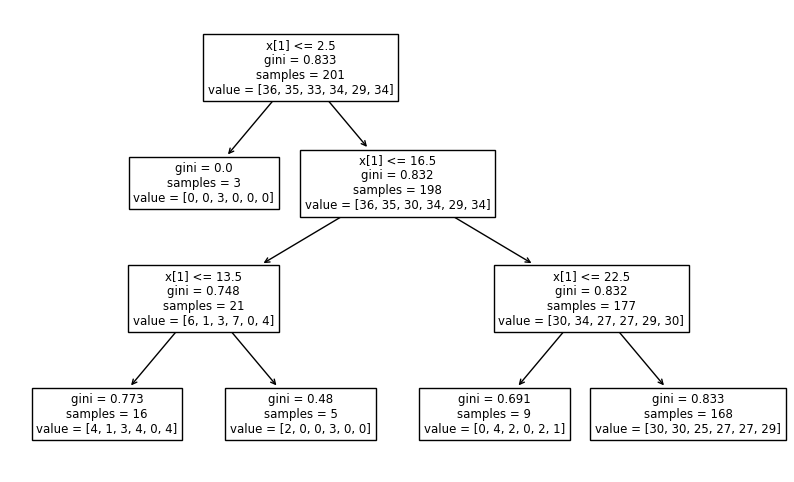 x[1] <= 2.5
gini = 0.833
samples = 201
value = [36, 35, 33, 34, 29, 34]
gini = 0.0
samples = 3
value = [0, 0, 3, 0, 0, 0]
x[1] <= 16.5
gini = 0.832
samples = 198
value = [36, 35, 30, 34, 29, 34]
x[1] <= 13.5
gini = 0.748
samples = 21
value = [6, 1, 3, 7, 0, 4]
x[1] <= 22.5
gini = 0.832
samples = 177
value = [30, 34, 27, 27, 29, 30]
gini = 0.773
samples = 16
value = [4, 1, 3, 4, 0, 4]
gini = 0.48
samples = 5
value = [2, 0, 0, 3, 0, 0]
gini = 0.691
samples = 9
value = [0, 4, 2, 0, 2, 1]
gini = 0.833
samples = 168
value = [30, 30, 25, 27, 27, 29]